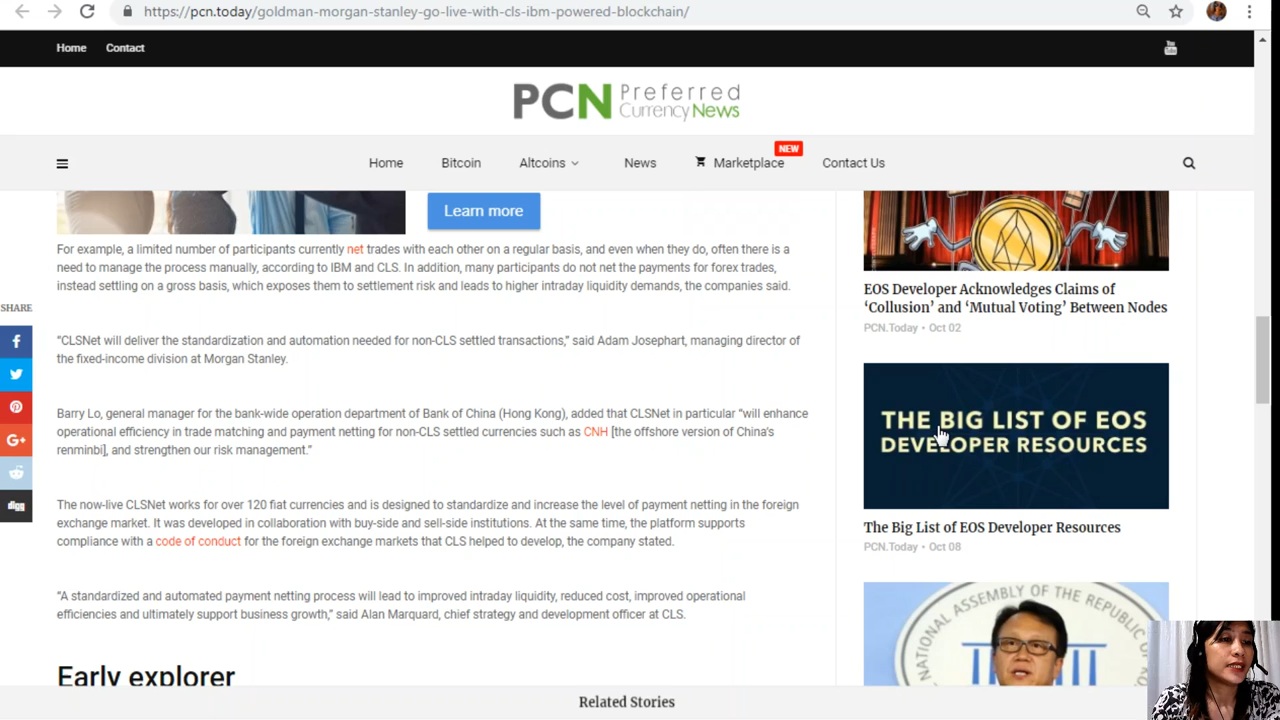 https://pcn.today/goldman-morgan-stanley-go-live-with-cls-ibm-powered-blockchain/
Home Contact
PCN Preferred
Currency News
Home Bitcoin Altcoins News Marketplace NEW Contact Us
Learn more
For example, a limited number of participants currently net trades with each other on a regular basis, and even when they do, often there is a
need to manage the process manually, according to IBM and CLS. In addition, many participants do not net the payments for forex trades,
instead settling on a gross basis, which exposes them to settlement risk and leads to higher intraday liquidity demands, the companies said.
“CLSNet will deliver the standardization and automation needed for non-CLS settled transactions,” said Adam Josephart, managing director of
the fixed-income division at Morgan Stanley.
Barry Lo, general manager for the bank-wide operation department of Bank of China (Hong Kong), added that CLSNet in particular “will enhance
operational efficiency in trade matching and payment netting for non-CLS settled currencies such as CNH [the offshore version of China’s
renminbi], and strengthen our risk management.”
The now-live CLSNet works for over 120 fiat currencies and is designed to standardize and increase the level of payment netting in the foreign
exchange market. It was developed in collaboration with buy-side and sell-side institutions. At the same time, the platform supports
compliance with a code of conduct for the foreign exchange markets that CLS helped to develop, the company stated.
“A standardized and automated payment netting process will lead to improved intraday liquidity, reduced cost, improved operational
efficiencies and ultimately support business growth,” said Alan Marquard, chief strategy and development officer at CLS.
Early explorer
SHARE
G+
digg
EOS Developer Acknowledges Claims of
‘Collusion’ and ‘Mutual Voting’ Between Nodes
PCN.Today • Oct 02
THE BIG LIST OF EOS
DEVELOPER RESOURCES
The Big List of EOS Developer Resources
PCN.Today • Oct 08
NATIONAL ASSEMBLY OF THE REPUBLIC
Related Stories